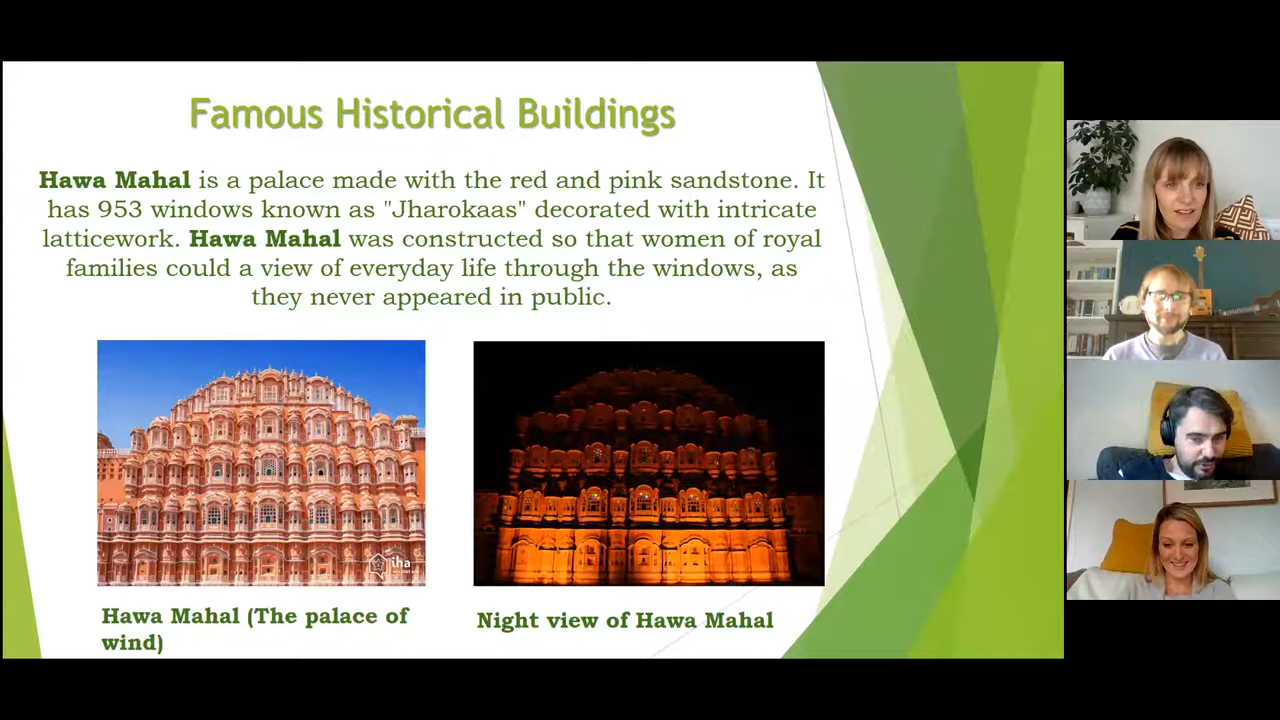 Famous Historical Buildings
Hawa Mahal is a palace made with the red and pink sandstone. It
has 953 windows known as "Jharokaas" decorated with intricate
latticework. Hawa Mahal was constructed so that women of royal
families could a view of everyday life through the windows, as
they never appeared in public.
iha
Hawa Mahal (The palace of
wind)
Night view of Hawa Mahal